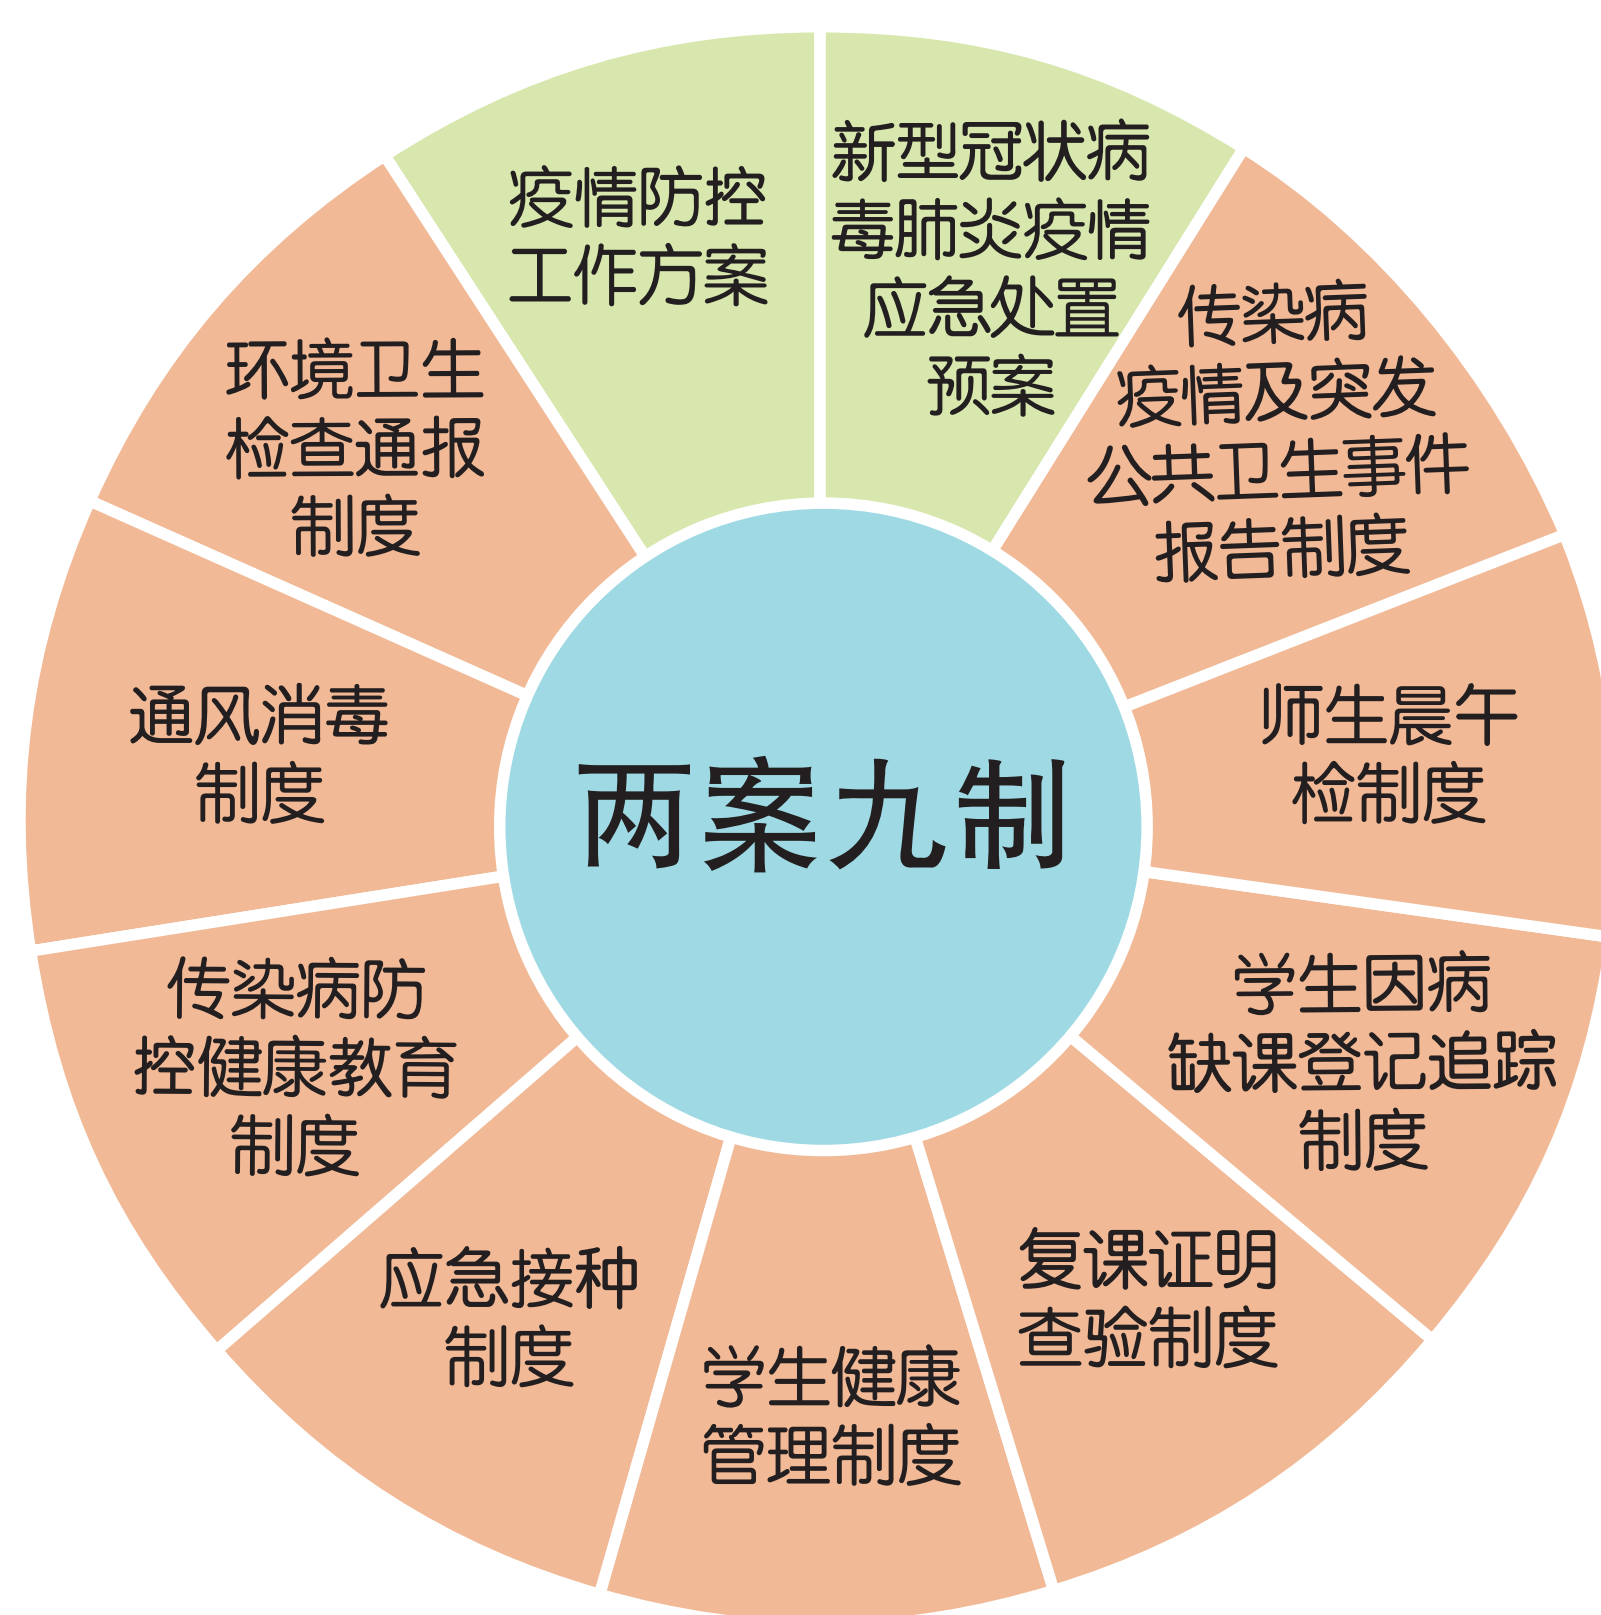 疫情防控
工作方案
新型冠状病
毒肺炎疫情
应急处置
预案
传染病
疫情及突发
公共卫生事件
报告制度
师生晨午
检制度
学生因病
缺课登记追踪
制度
复课证明
查验制度
学生健康
管理制度
应急接种
制度
传染病防
控健康教育
制度
通风消毒
制度
环境卫生
检查通报
制度
两案九制